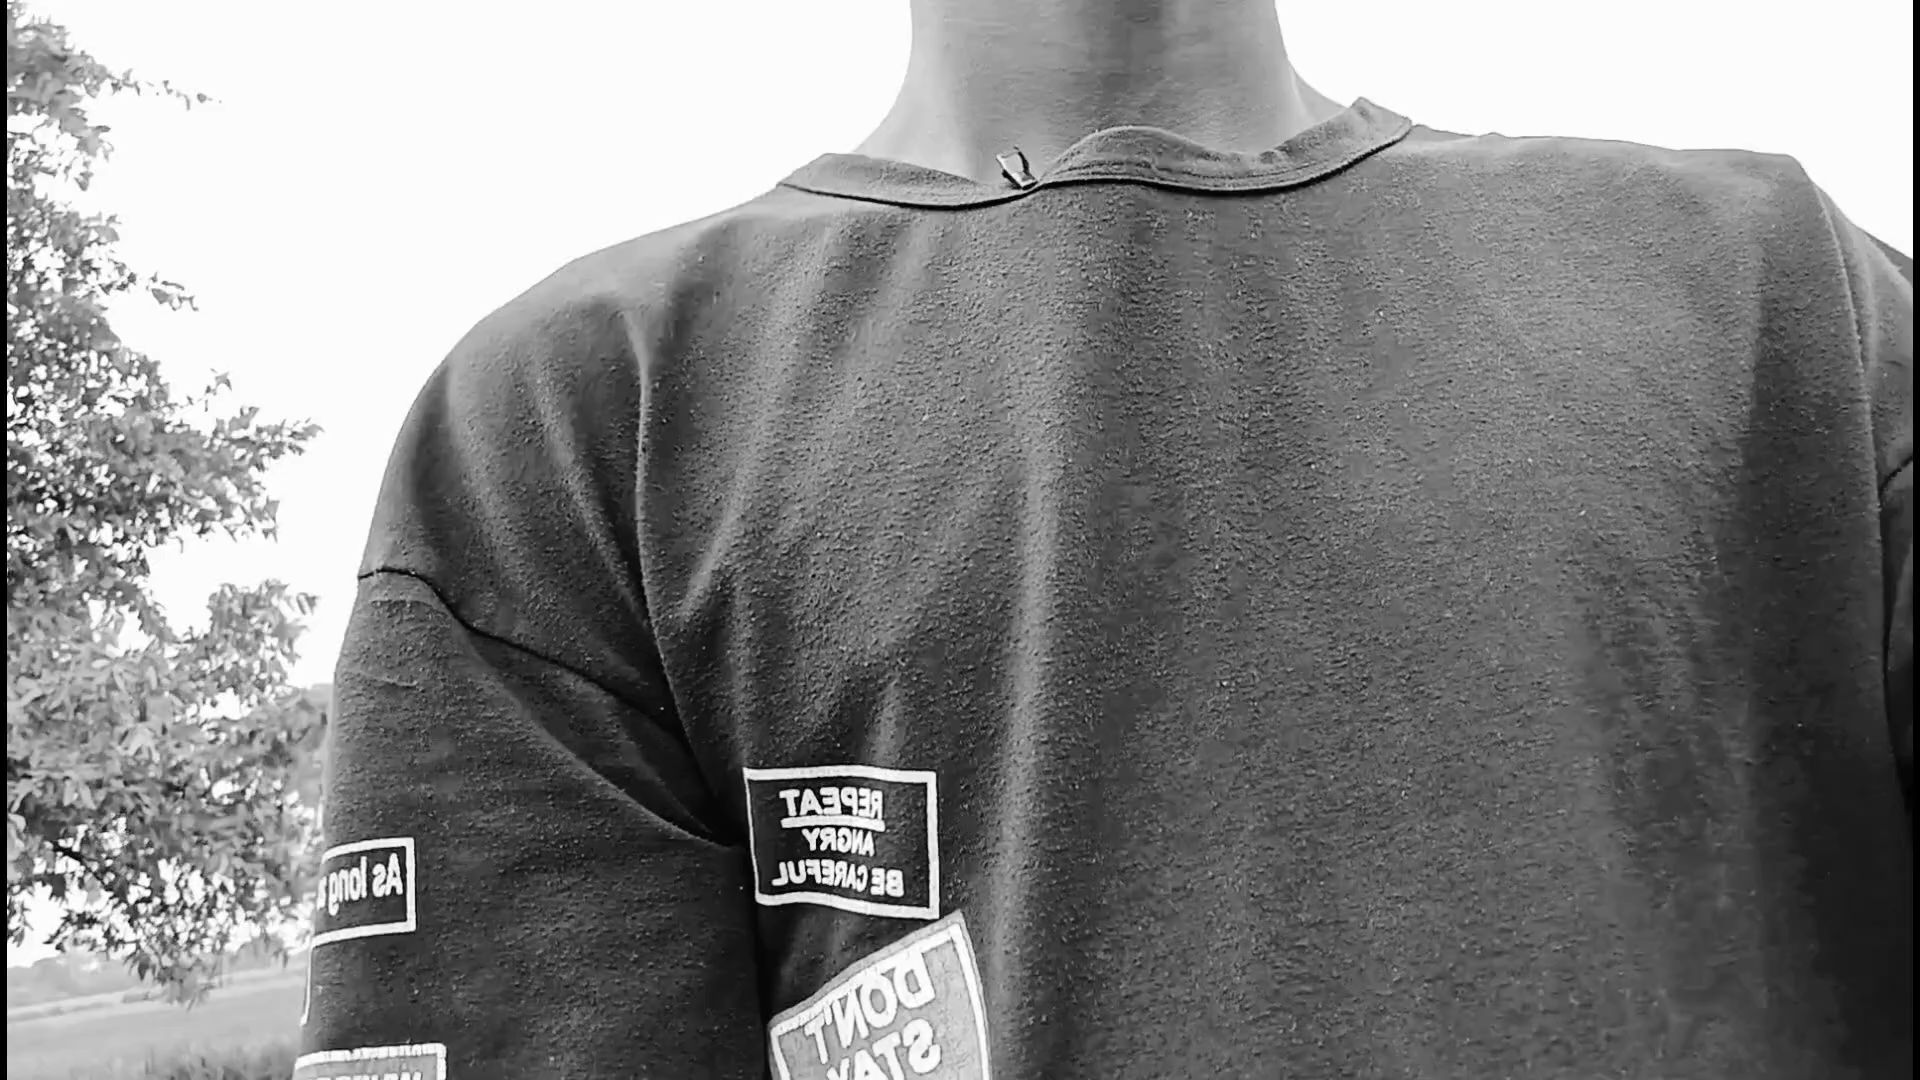 REPEAT
ANGRY
BE CAREFUL
As long
DON'T
STAY